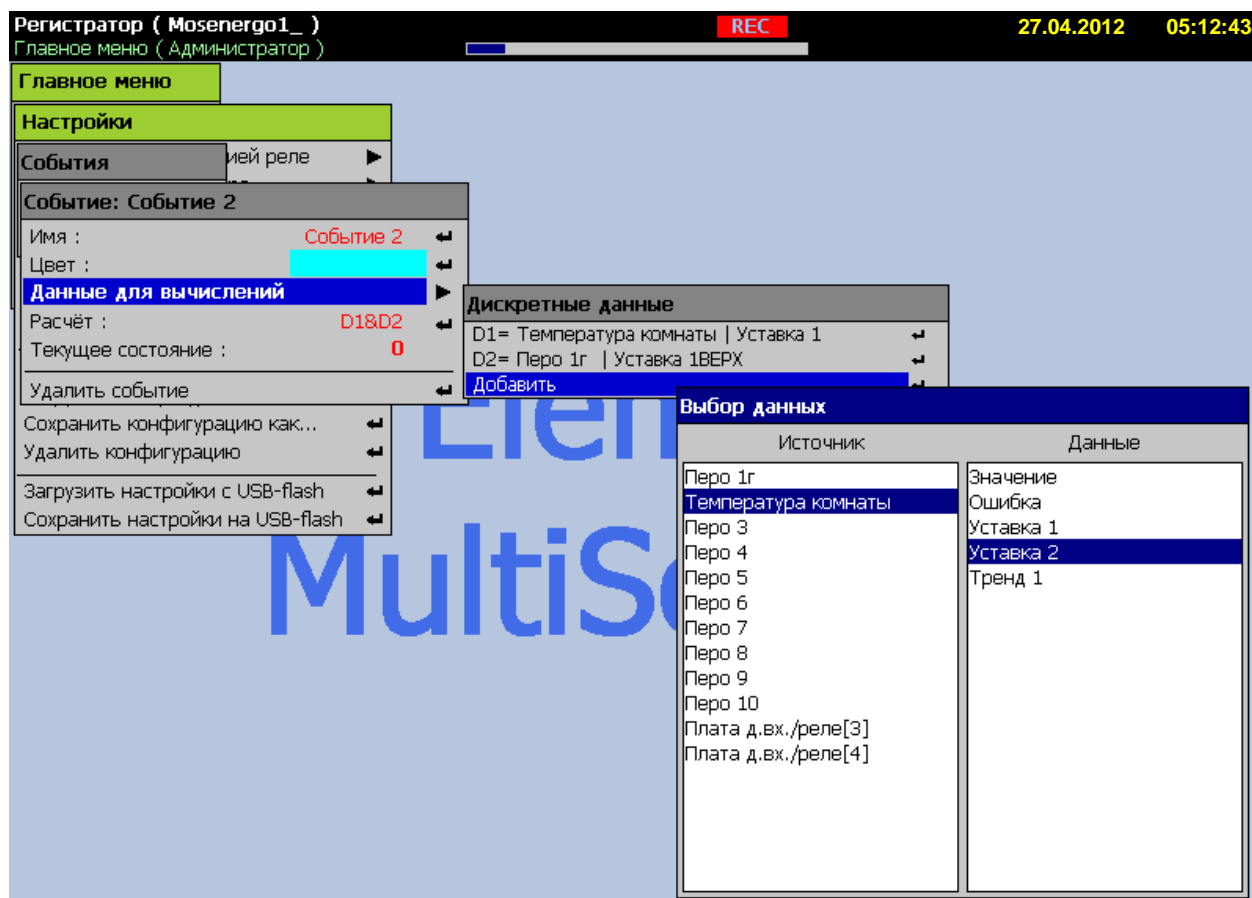 Регистратор ( Mosenergo1_ )
REC
27.04.2012 05:12:43
Главное меню ( Администратор )
Главное меню
Настройки
События
ией реле
Событие: Событие 2
Имя : Событие 2
Цвет :
Данные для вычислений
Расчёт : D1&D2
Текущее состояние : 0
Удалить событие
Сохранить конфигурацию как...
Удалить конфигурацию
Загрузить настройки с USB-flash
Сохранить настройки на USB-flash
Дискретные данные
D1= Температура комнаты | Уставка 1
D2= Перо 1г | Уставка 1ВЕРХ
Добавить
Выбор данных
Источник
Данные
Перо 1г
Температура комнаты
Перо 3
Перо 4
Перо 5
Перо 6
Перо 7
Перо 8
Перо 9
Перо 10
Плата д.вх./реле[3]
Плата д.вх./реле[4]
Значение
Ошибка
Уставка 1
Уставка 2
Тренд 1
MultiS